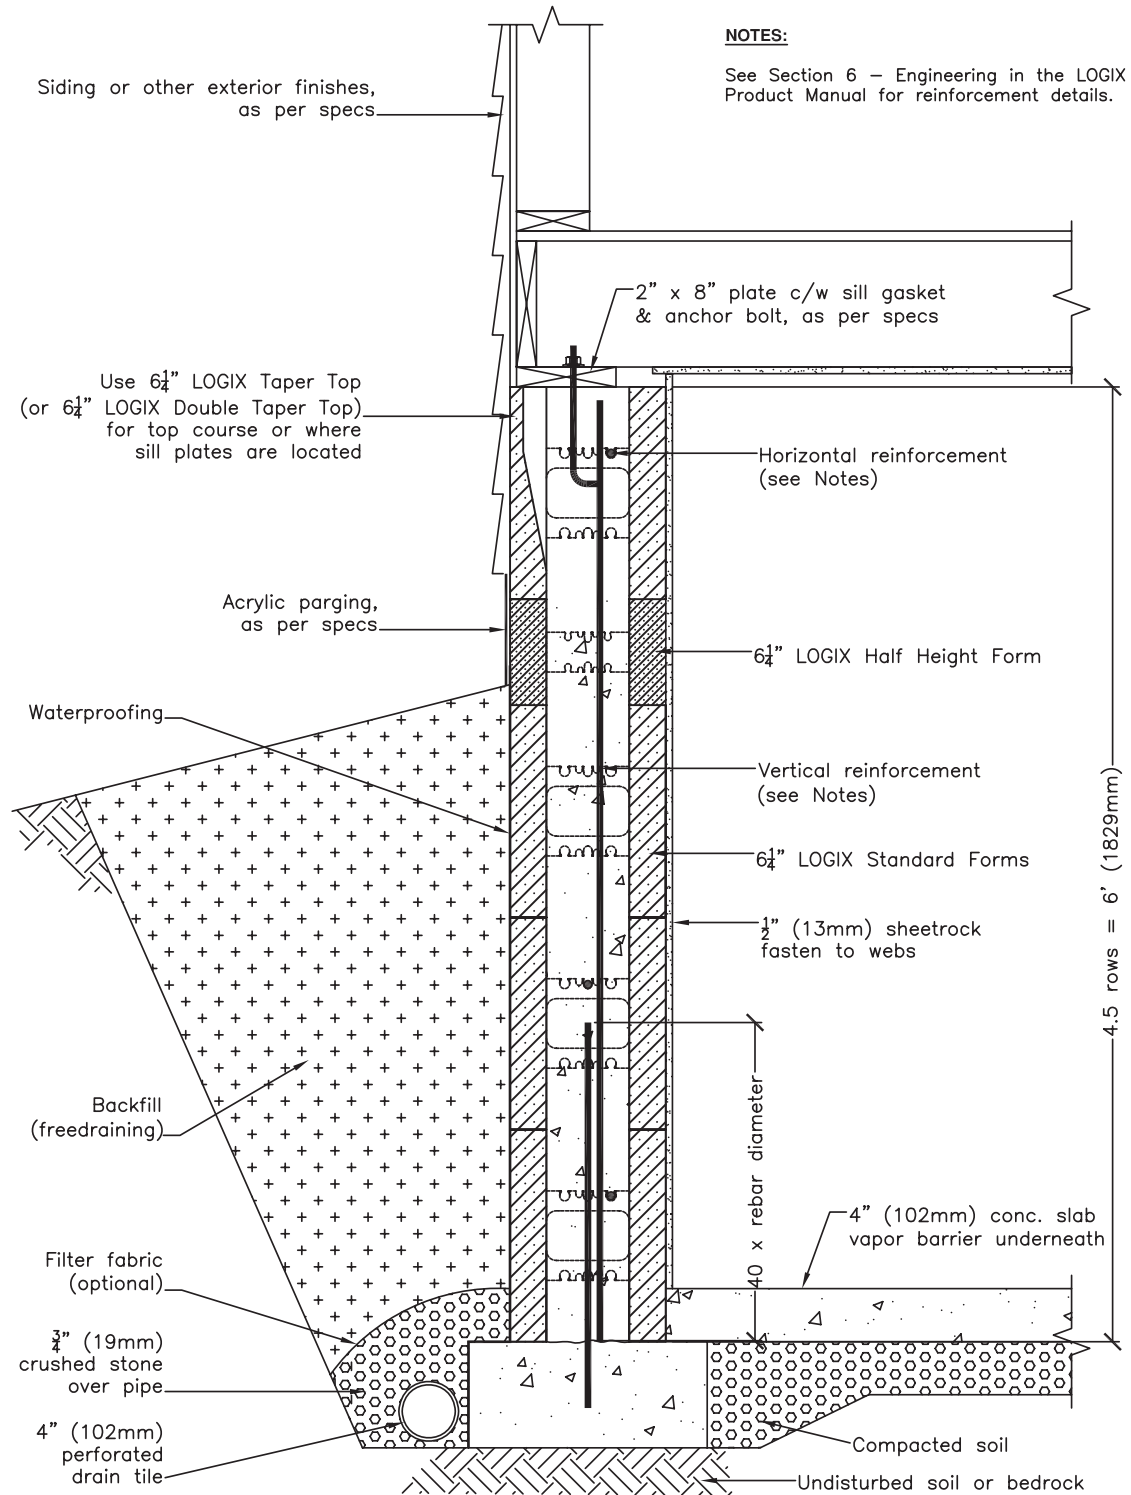 NOTES:
See Section 6 – Engineering in the LOGIX
Product Manual for reinforcement details.
Siding or other exterior finishes,
as per specs
2” x 8” plate c/w sill gasket
& anchor bolt, as per specs
Use 6¼” LOGIX Taper Top
(or 6¼” LOGIX Double Taper Top)
for top course or where
sill plates are located
Horizontal reinforcement
(see Notes)
Acrylic parging,
as per specs
6¼” LOGIX Half Height Form
Waterproofing
Vertical reinforcement
(see Notes)
6¼” LOGIX Standard Forms
½” (13mm) sheetrock
fasten to webs
4.5 rows = 6’ (1829mm)
40 x rebar diameter
Backfill
(freedraining)
4” (102mm) conc. slab
vapor barrier underneath
Filter fabric
(optional)
¾” (19mm)
crushed stone
over pipe
4” (102mm)
perforated
drain tile
Compacted soil
Undisturbed soil or bedrock